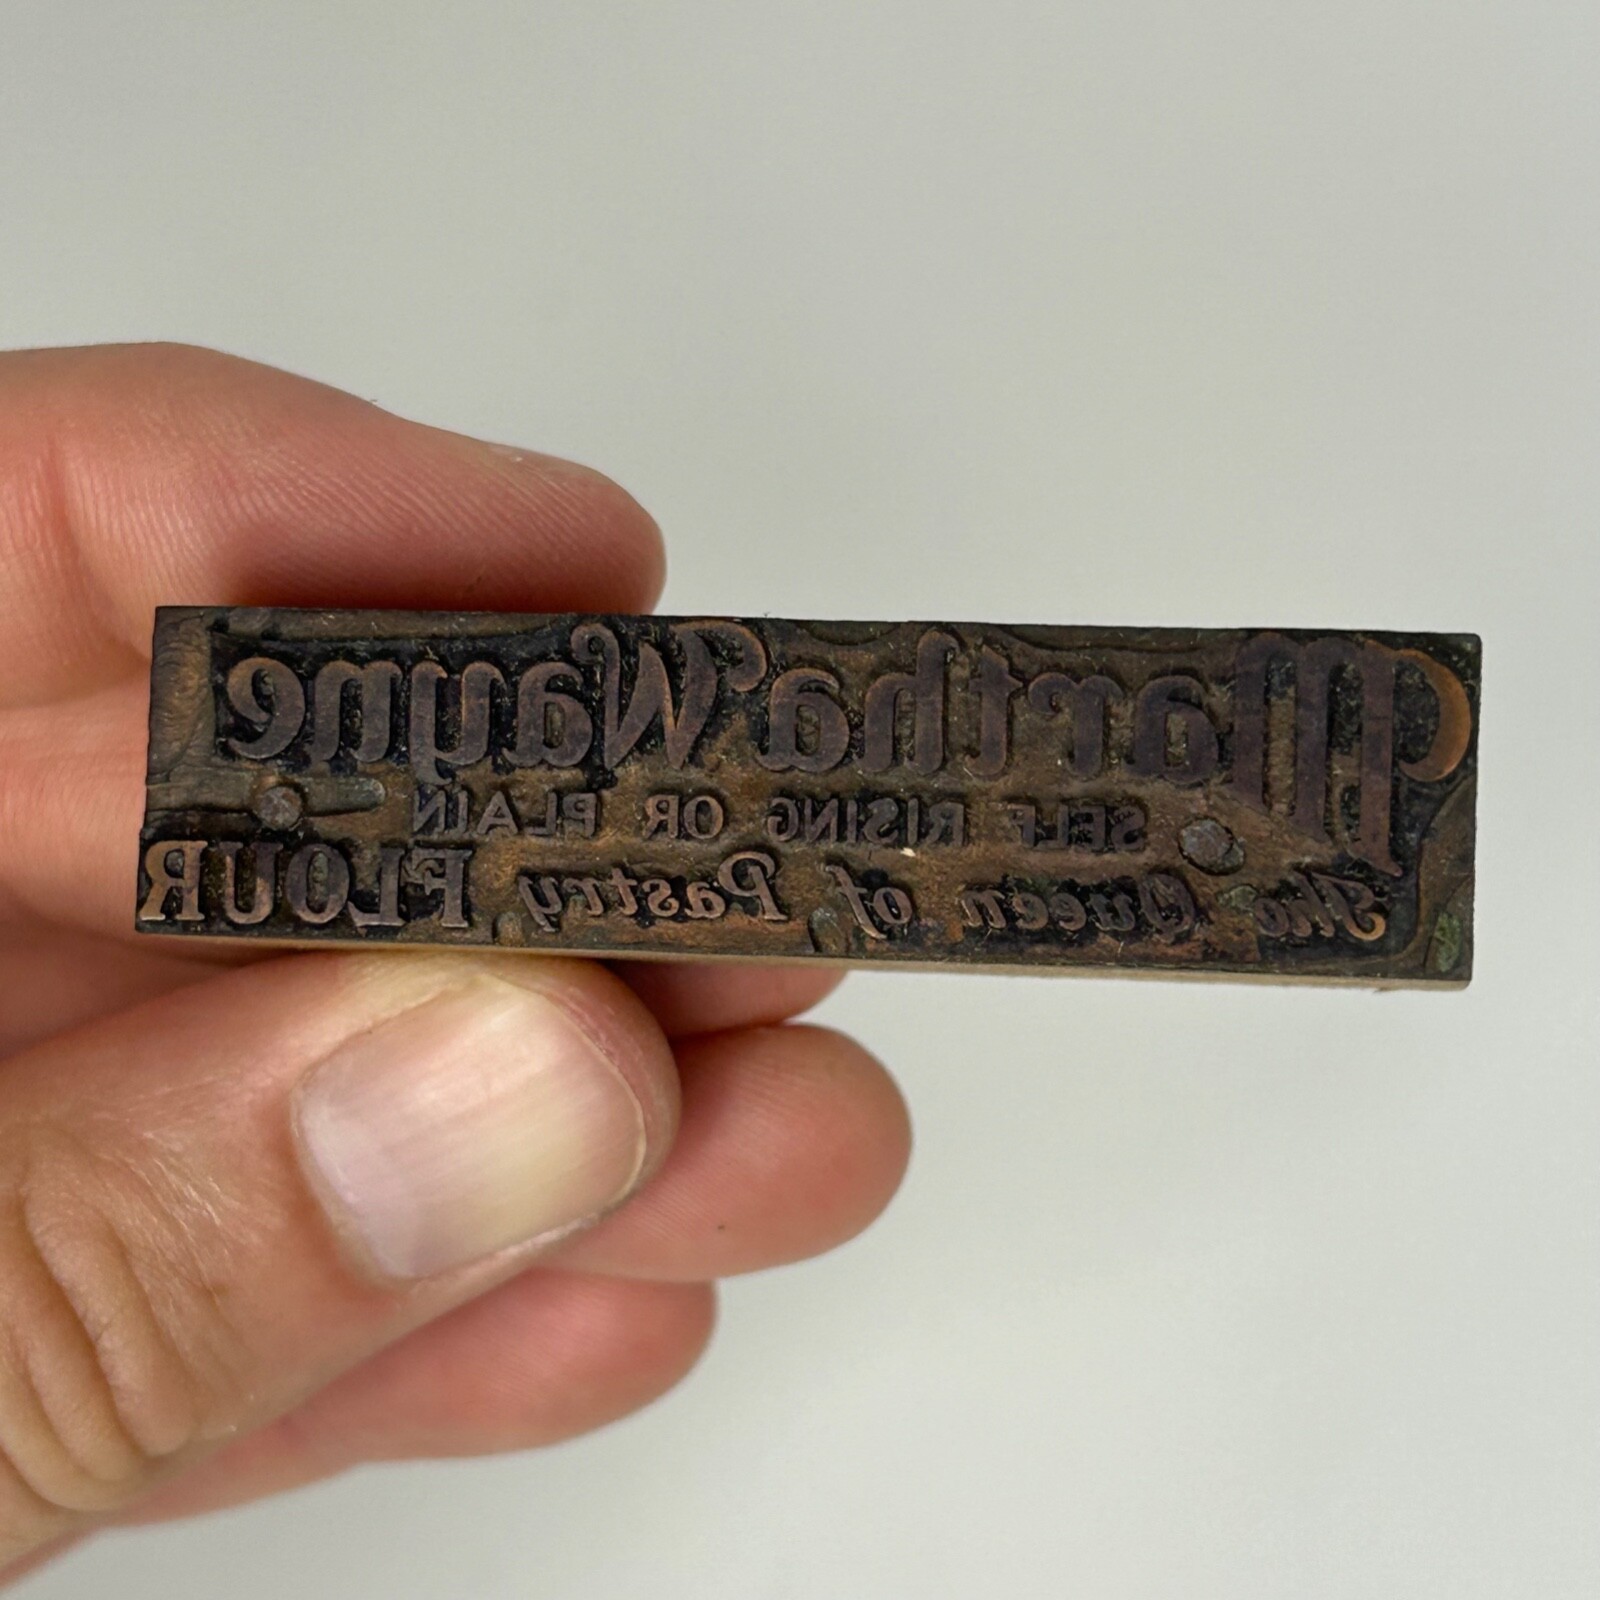 Martha Wayne
SELF RISING OR PLAIN
The Queen of Pastry FLOUR